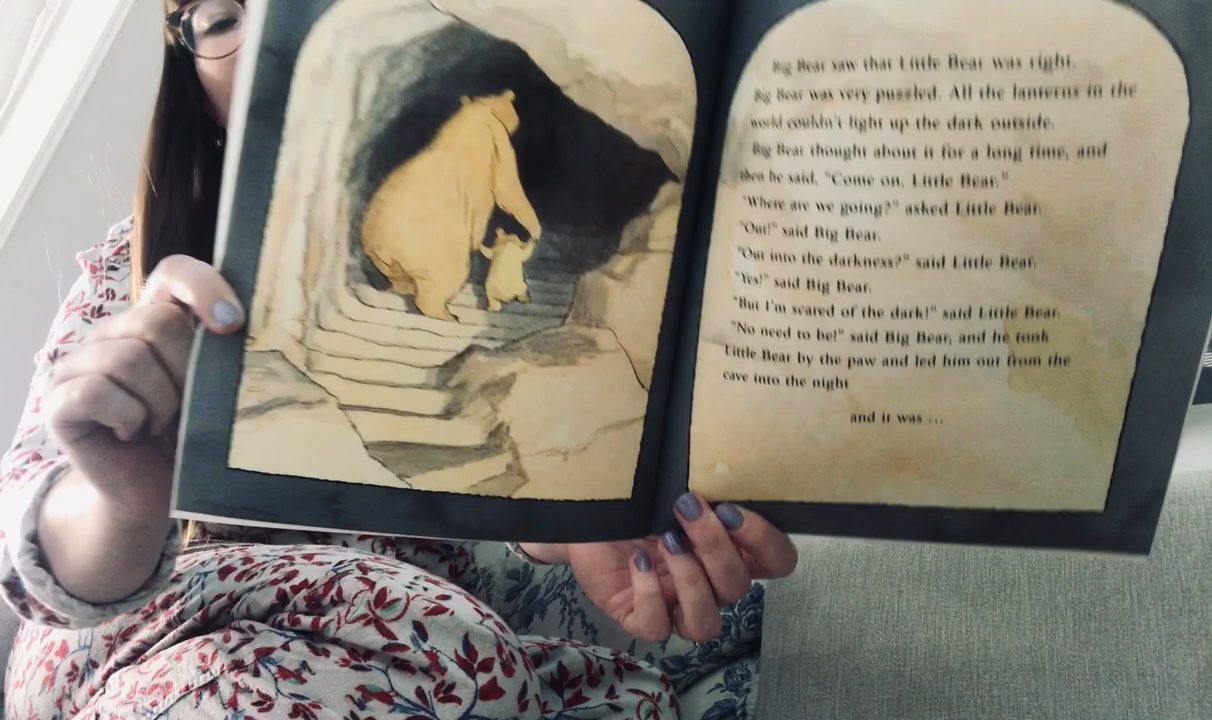 Big Bear saw that Little Bear was right.
Big Bear was very puzzled. All the lanterns in the
world couldn't light up the dark outside.
Big Bear thought about it for a long time, and
then he said, "Come on, Little Bear."
"Where are we going?" asked Little Bear.
"Out!" said Big Bear.
"Out into the darkness?" said Little Bear.
"Yes!" said Big Bear.
"But I'm scared of the dark!" said Little Bear.
"No need to be!" said Big Bear, and he took
Little Bear by the paw and led him out from the
cave into the night
and it was ...